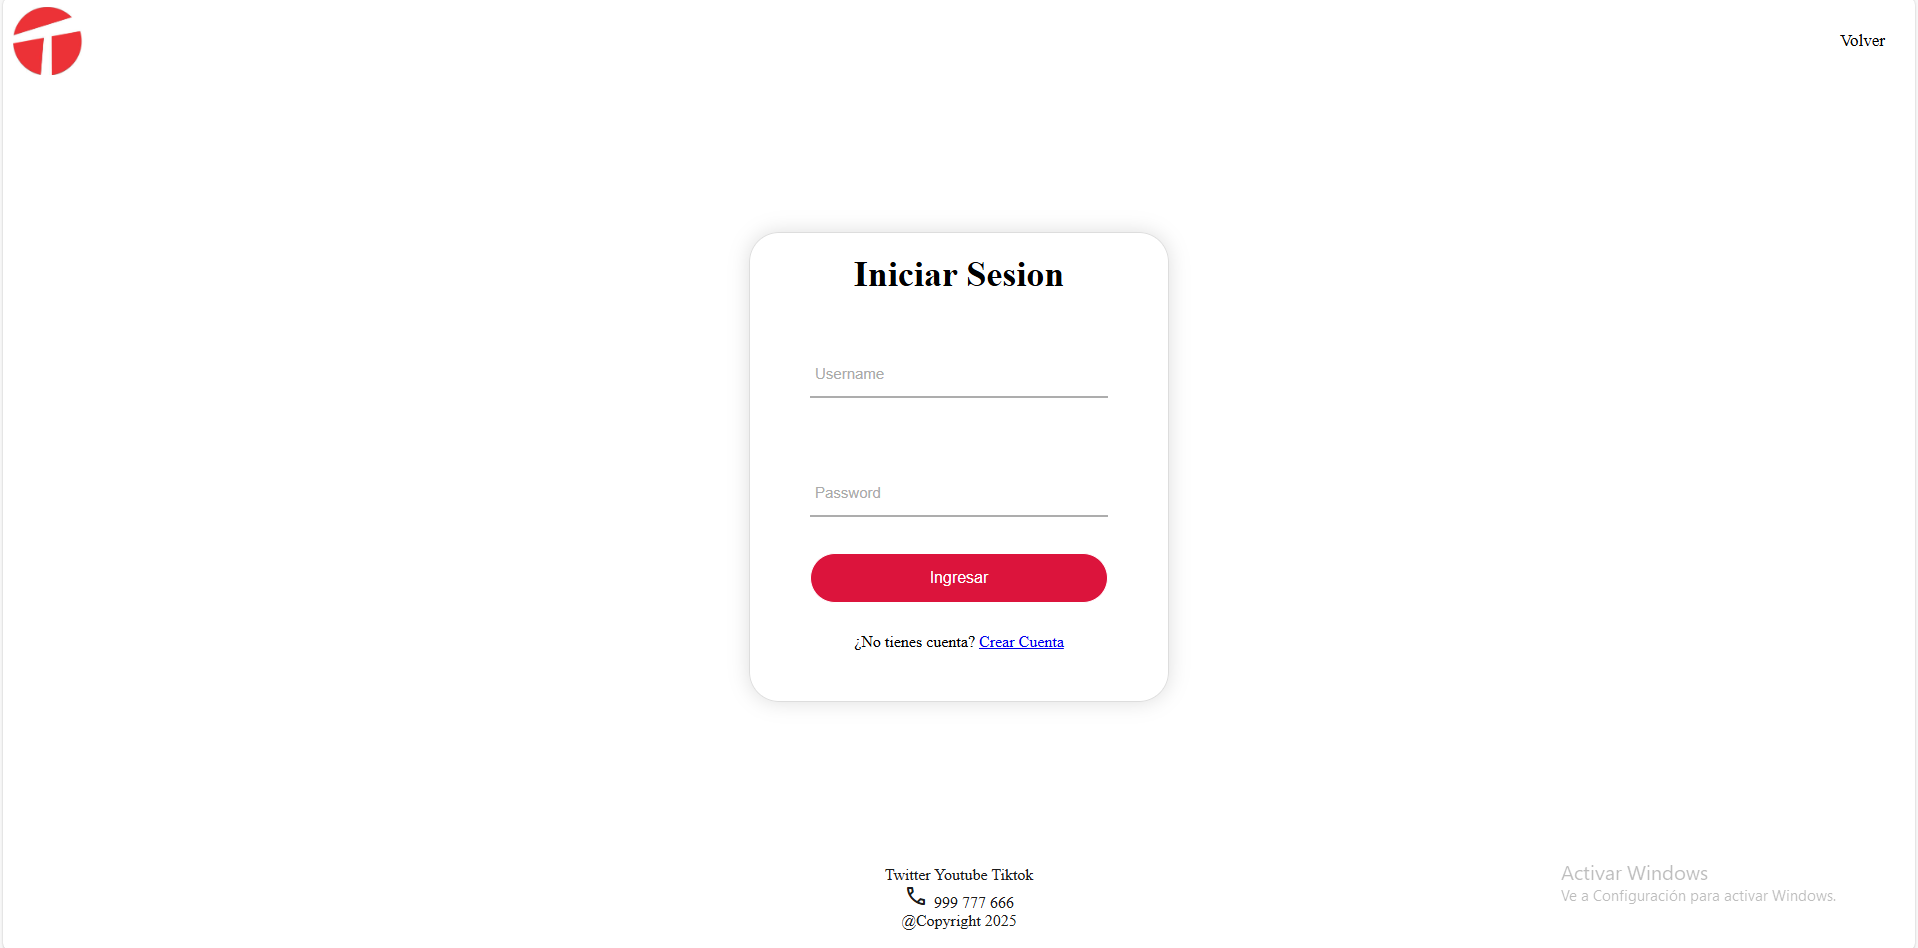 Volver
Iniciar Sesion
Username
Password
Ingresar
¿No tienes cuenta? Crear Cuenta
Twitter Youtube Tiktok
999 777 666
@Copyright 2025
Activar Windows
Ve a Configuración para activar Windows.